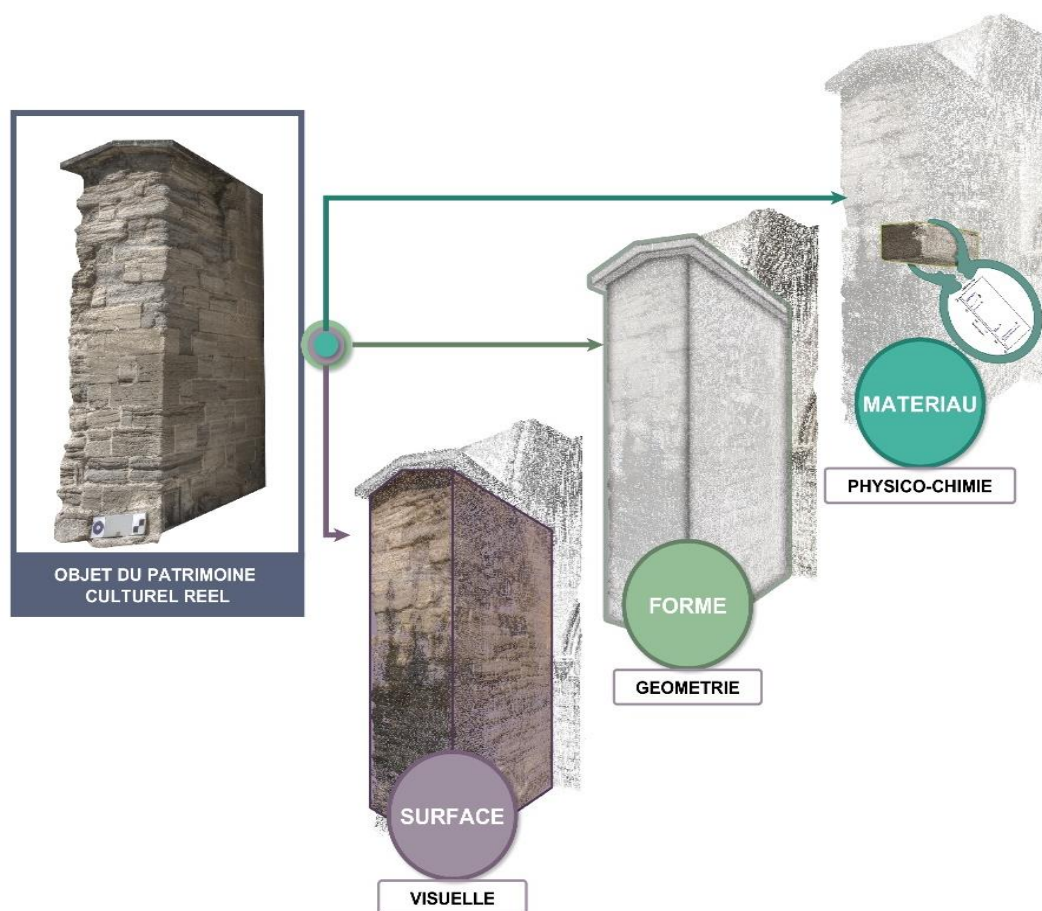 OBJET DU PATRIMOINE
CULTUREL REEL
MATERIAU
PHYSICO-CHIMIE
FORME
GEOMETRIE
SURFACE
VISUELLE